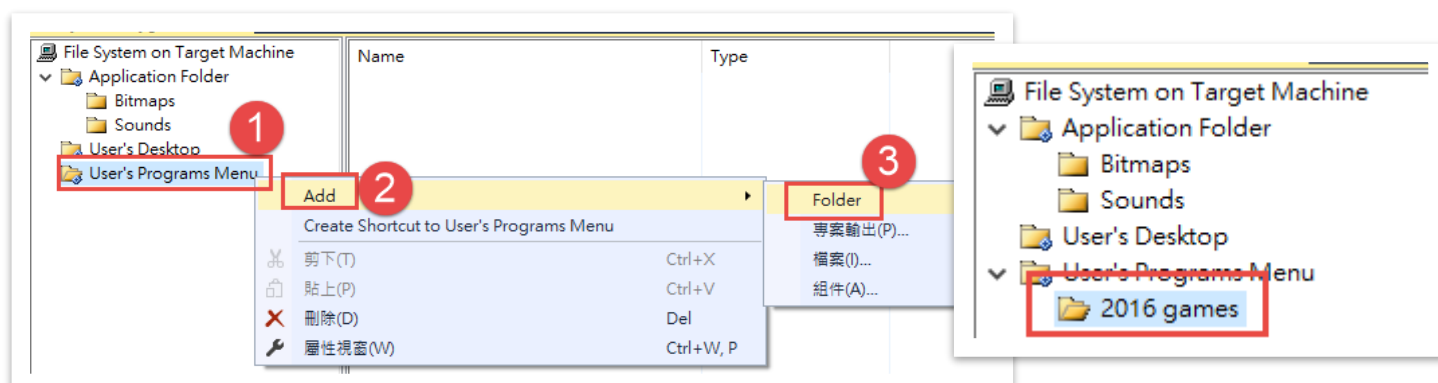 File System on Target Machine
Name
Type
Application Folder
Bitmaps
Sounds
1
User's Desktop
User's Programs Menu
2
3
Add
Folder
Create Shortcut to User's Programs Menu
專案輸出(P)...
剪下(T) Ctrl+X
檔案(I)...
貼上(P) Ctrl+V
組件(A)...
刪除(D) Del
屬性視窗(W) Ctrl+W, P
File System on Target Machine
Application Folder
Bitmaps
Sounds
User's Desktop
User's Programs Menu
2016 games